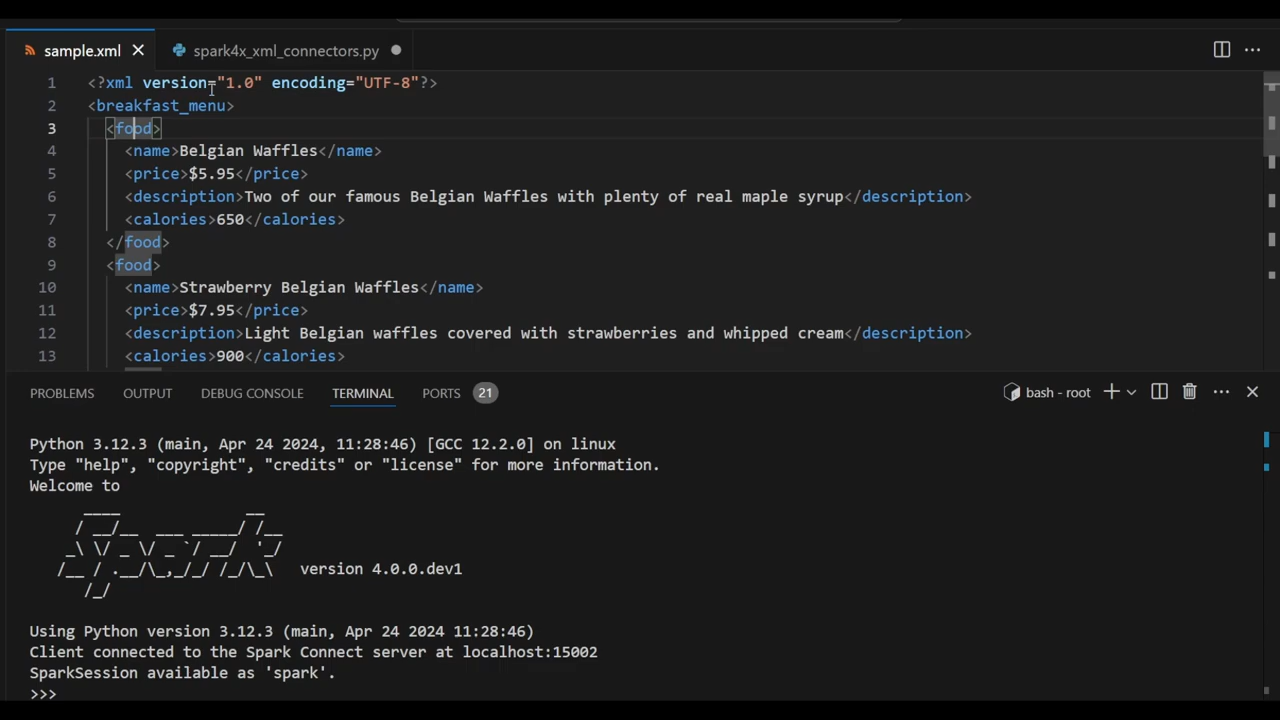 sample.xml
spark4x_xml_connectors.py
1 <?xml version="1.0" encoding="UTF-8"?>
2 <breakfast_menu>
3 <food>
4 <name>Belgian Waffles</name>
5 <price>$5.95</price>
6 <description>Two of our famous Belgian Waffles with plenty of real maple syrup</description>
7 <calories>650</calories>
8 </food>
9 <food>
10 <name>Strawberry Belgian Waffles</name>
11 <price>$7.95</price>
12 <description>Light Belgian waffles covered with strawberries and whipped cream</description>
13 <calories>900</calories>
PROBLEMS OUTPUT DEBUG CONSOLE TERMINAL PORTS 21 bash - root
Python 3.12.3 (main, Apr 24 2024, 11:28:46) [GCC 12.2.0] on linux
Type "help", "copyright", "credits" or "license" for more information.
Welcome to
Spark version 4.0.0.dev1
Using Python version 3.12.3 (main, Apr 24 2024 11:28:46)
Client connected to the Spark Connect server at localhost:15002
SparkSession available as 'spark'.
>>>